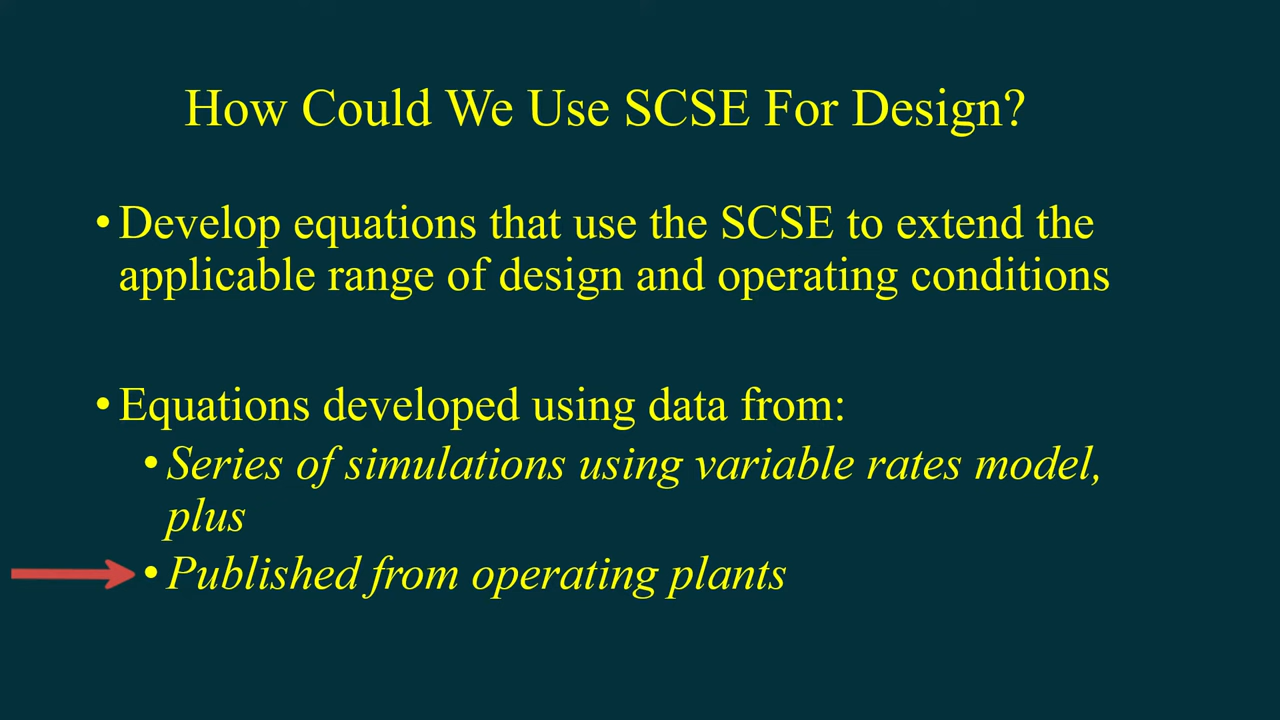 How Could We Use SCSE For Design?
• Develop equations that use the SCSE to extend the
applicable range of design and operating conditions
• Equations developed using data from:
• Series of simulations using variable rates model,
plus
• Published from operating plants